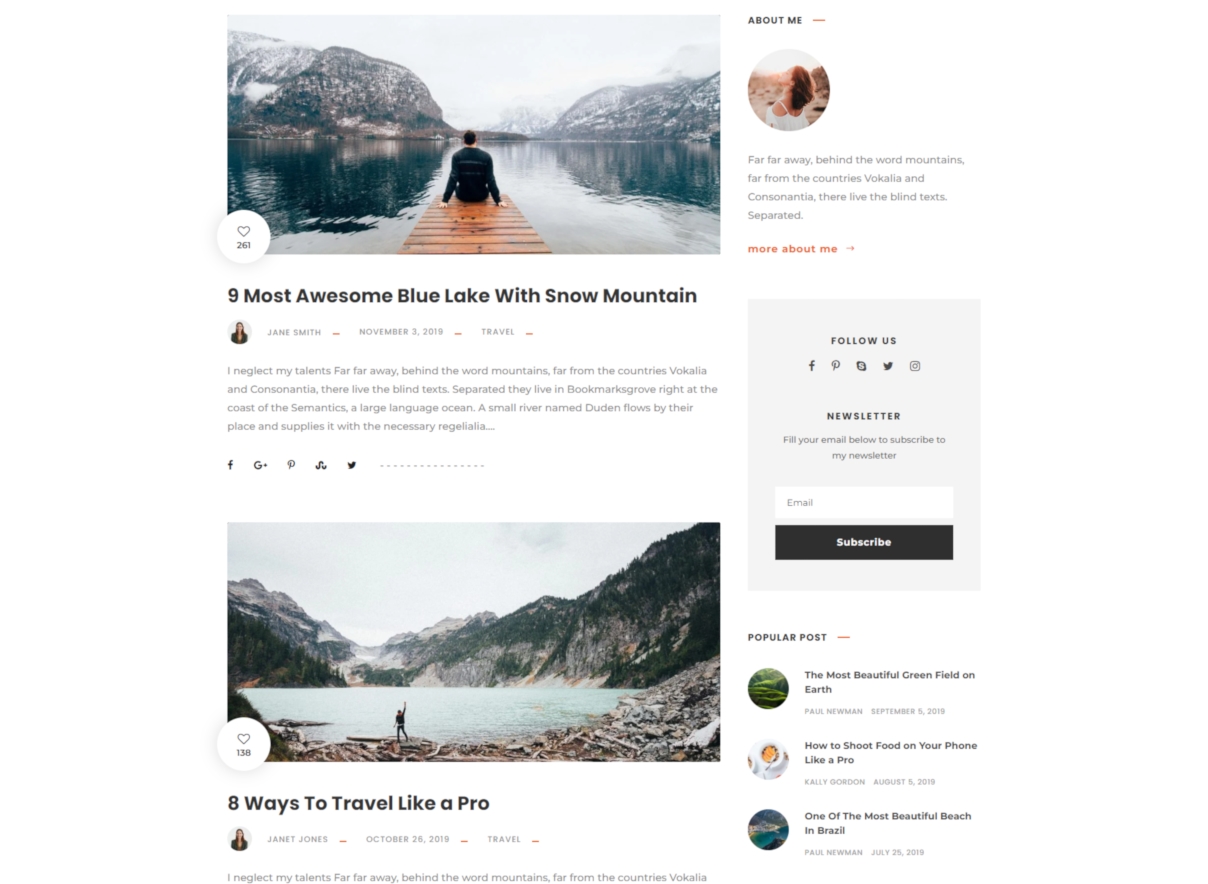 261
9 Most Awesome Blue Lake With Snow Mountain
JANE SMITH
NOVEMBER 3, 2019
TRAVEL
I neglect my talents Far far away, behind the word mountains, far from the countries Vokalia
and Consonantia, there live the blind texts. Separated they live in Bookmarksgrove right at the
coast of the Semantics, a large language ocean. A small river named Duden flows by their
place and supplies it with the necessary regelialia....
138
8 Ways To Travel Like a Pro
JANET JONES
OCTOBER 26, 2019
TRAVEL
I neglect my talents Far far away, behind the word mountains, far from the countries Vokalia
ABOUT ME
Far far away, behind the word mountains,
far from the countries Vokalia and
Consonantia, there live the blind texts.
Separated.
more about me →
FOLLOW US
NEWSLETTER
Fill your email below to subscribe to
my newsletter
Email
Subscribe
POPULAR POST
The Most Beautiful Green Field on
Earth
PAUL NEWMAN SEPTEMBER 5, 2019
How to Shoot Food on Your Phone
Like a Pro
KALLY GORDON AUGUST 5, 2019
One Of The Most Beautiful Beach
In Brazil
PAUL NEWMAN JULY 25, 2019